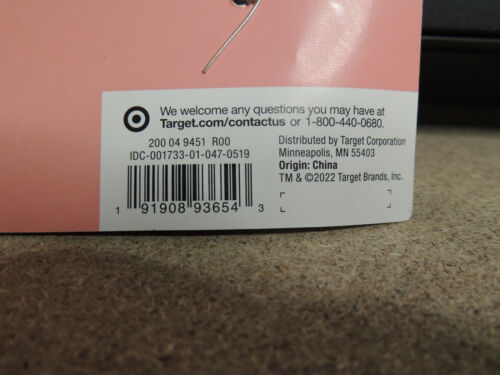 We welcome any questions you may have at
Target.com/contactus or 1-800-440-0680.
200 04 9451 R00
IDC-001733-01-047-0519
1 91908 93654 3
Distributed by Target Corporation
Minneapolis, MN 55403
Origin: China
TM & ©2022 Target Brands, Inc.